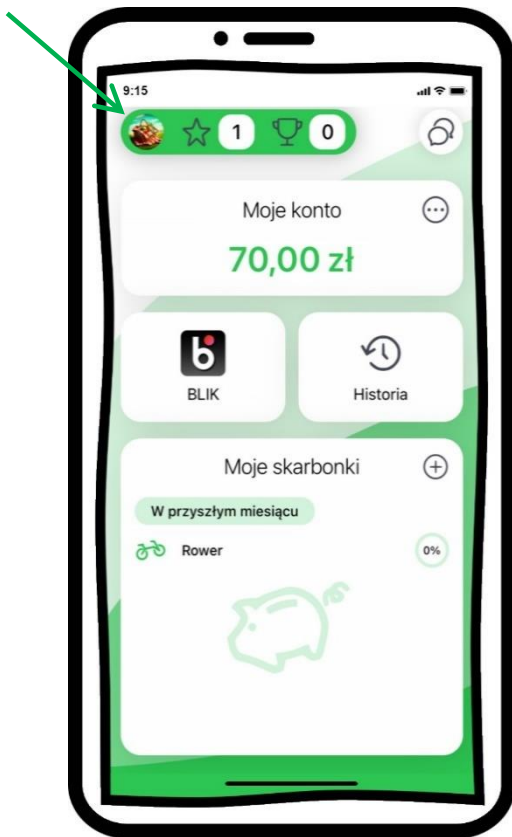 9:15
1 0
Moje konto
70,00 zł
BLIK Historia
Moje skarbonki
W przyszłym miesiącu
Rower 0%